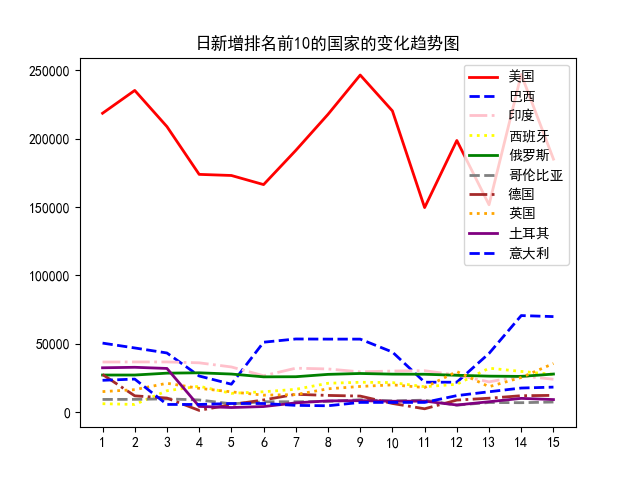 日新增排名前10的国家的变化趋势图
250000
200000
150000
100000
50000
0
美国
巴西
印度
西班牙
俄罗斯
哥伦比亚
德国
英国
土耳其
意大利
1 2 3 4 5 6 7 8 9 10 11 12 13 14 15